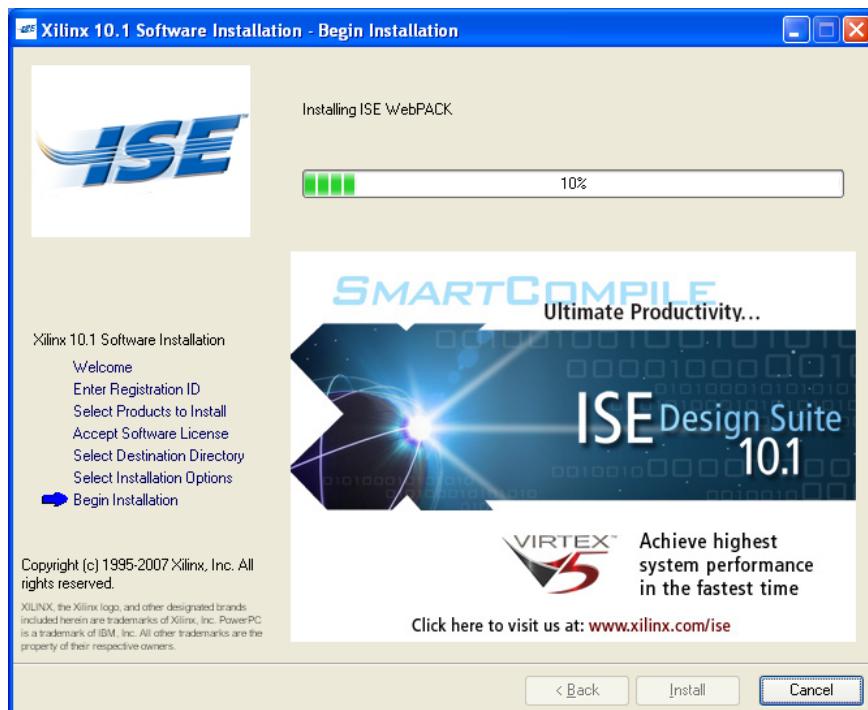 Xilinx 10.1 Software Installation - Begin Installation
ISE
Installing ISE WebPACK
10%
SMARTCOMPILE
Ultimate Productivity...
ISE Design Suite
10.1
VIRTEX™
5
Achieve highest
system performance
in the fastest time
Click here to visit us at: www.xilinx.com/ise
Xilinx 10.1 Software Installation
Welcome
Enter Registration ID
Select Products to Install
Accept Software License
Select Destination Directory
Select Installation Options
Begin Installation
Copyright (c) 1995-2007 Xilinx, Inc. All
rights reserved.
XILINX, the Xilinx logo, and other designated brands
included herein are trademarks of Xilinx, Inc. PowerPC
is a trademark of IBM, Inc. All other trademarks are the
property of their respective owners.
< Back
Install
Cancel